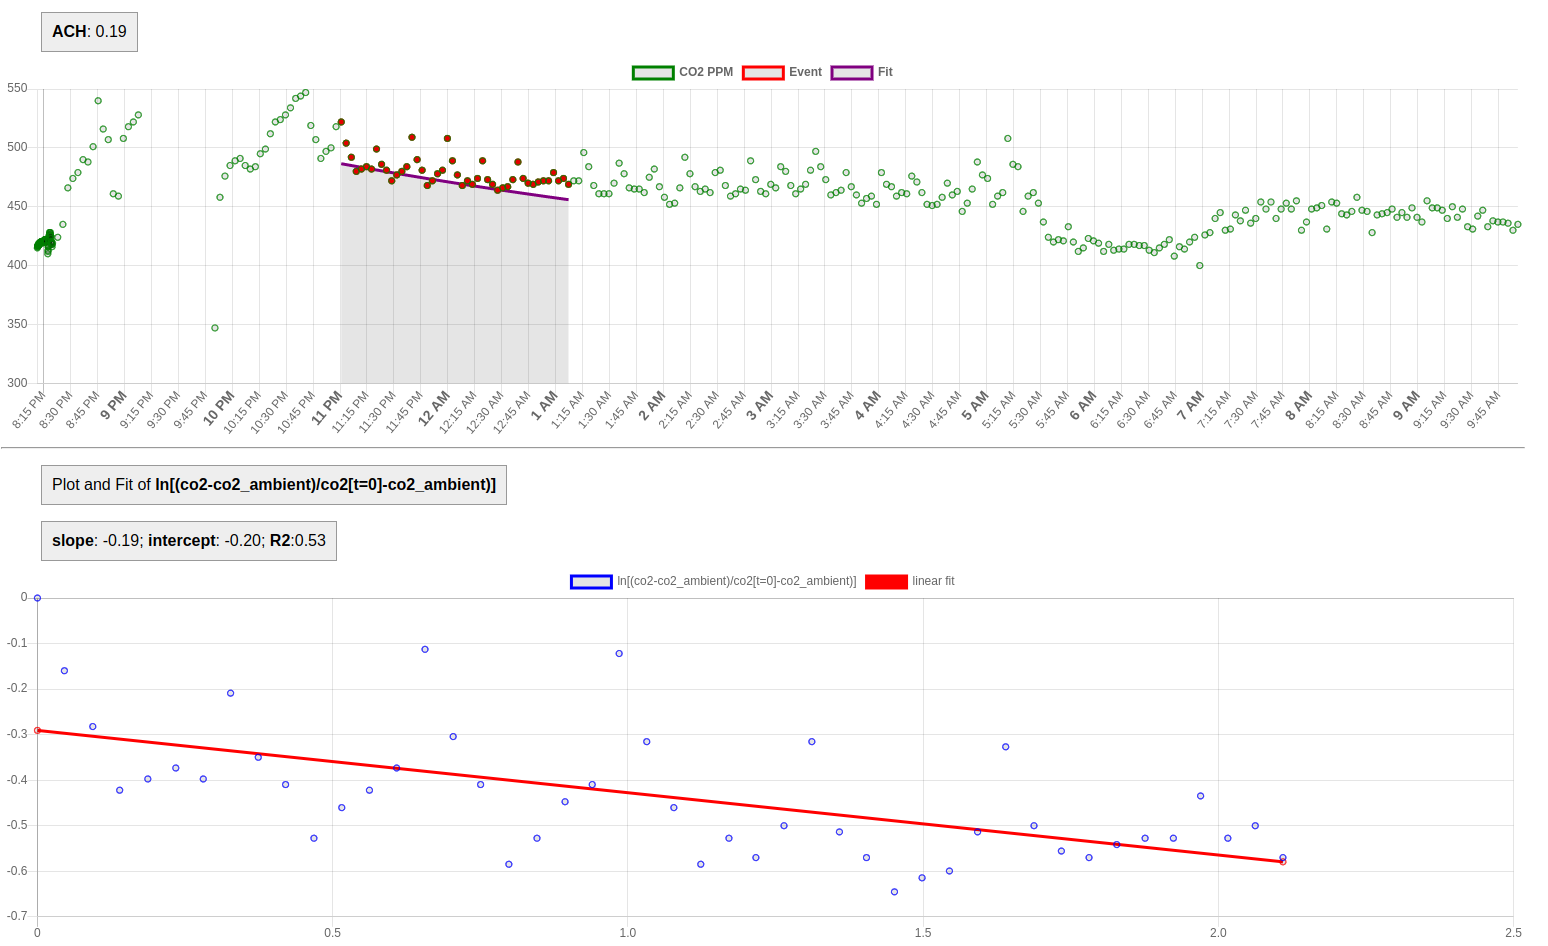 ACH: 0.19
CO2 PPM Event Fit
550
500
450
400
350
300
8:15 PM 8:30 PM 8:45 PM 9 PM 9:15 PM 9:30 PM 9:45 PM 10 PM 10:15 PM 10:30 PM 10:45 PM 11 PM 11:15 PM 11:30 PM 11:45 PM 12 AM 12:15 AM 12:30 AM 12:45 AM 1 AM 1:15 AM 1:30 AM 1:45 AM 2 AM 2:15 AM 2:30 AM 2:45 AM 3 AM 3:15 AM 3:30 AM 3:45 AM 4 AM 4:15 AM 4:30 AM 4:45 AM 5 AM 5:15 AM 5:30 AM 5:45 AM 6 AM 6:15 AM 6:30 AM 6:45 AM 7 AM 7:15 AM 7:30 AM 7:45 AM 8 AM 8:15 AM 8:30 AM 8:45 AM 9 AM 9:15 AM 9:30 AM 9:45 AM
Plot and Fit of ln[(co2-co2_ambient)/co2[t=0]-co2_ambient)]
slope: -0.19; intercept: -0.20; R2:0.53
ln[(co2-co2_ambient)/co2[t=0]-co2_ambient)] linear fit
0
-0.1
-0.2
-0.3
-0.4
-0.5
-0.6
-0.7
0 0.5 1.0 1.5 2.0 2.5